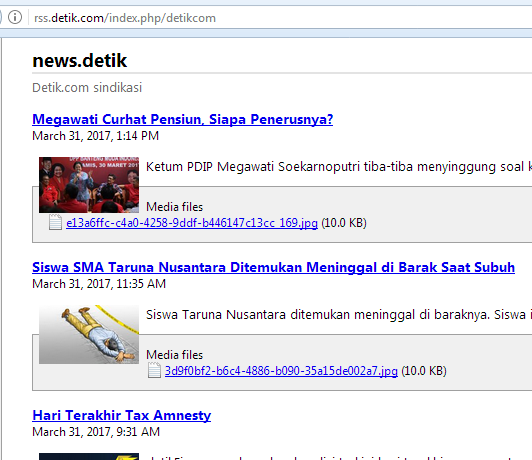 rss.detik.com/index.php/detikcom
news.detik
Detik.com sindikasi
Megawati Curhat Pensiun, Siapa Penerusnya?
March 31, 2017, 1:14 PM
Ketum PDIP Megawati Soekarnoputri tiba-tiba menyinggung soal
Media files
e13a6ffc-c4a0-4258-9ddf-b446147c13cc_169.jpg (10.0 KB)
Siswa SMA Taruna Nusantara Ditemukan Meninggal di Barak Saat Subuh
March 31, 2017, 11:35 AM
Siswa Taruna Nusantara ditemukan meninggal di baraknya. Siswa
Media files
3d9f0bf2-b6c4-4886-b090-35a15de002a7.jpg (10.0 KB)
Hari Terakhir Tax Amnesty
March 31, 2017, 9:31 AM